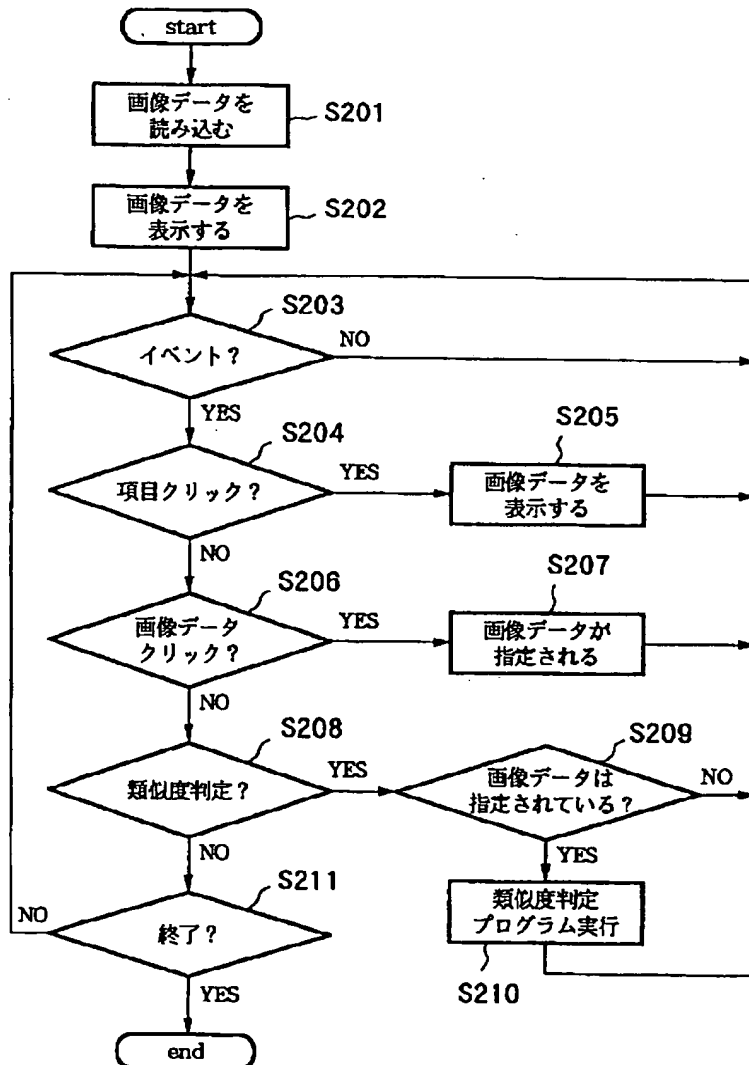 start
画像データを
読み込む
S201
画像データを
表示する
S202
S203
イベント?
NO
YES
S204
項目クリック?
YES
S205
画像データを
表示する
NO
S206
画像データ
クリック?
YES
S207
画像データが
指定される
NO
S208
類似度判定?
YES
S209
画像データは
指定されている?
NO
YES
類似度判定
プログラム実行
S210
NO
S211
終了?
NO
YES
end